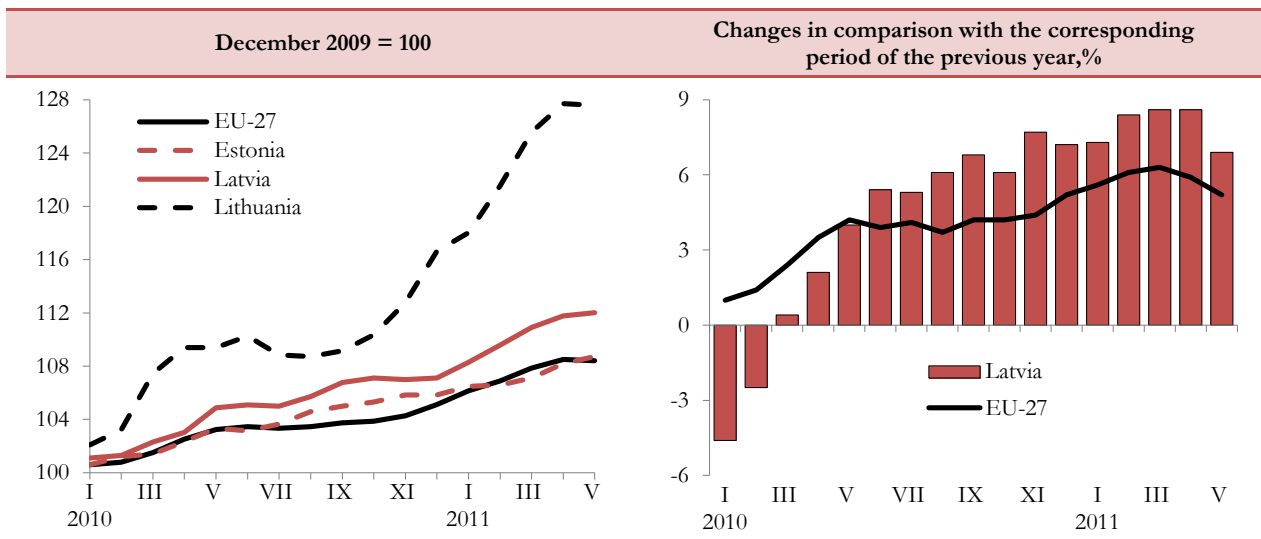 December 2009 = 100
Changes in comparison with the corresponding
period of the previous year,%
128
124
120
116
112
108
104
100
EU-27
Estonia
Latvia
Lithuania
I III V VII IX XI I III V
2010 2011
9
6
3
0
-3
-6
Latvia
EU-27
I III V VII IX XI I III V
2010 2011